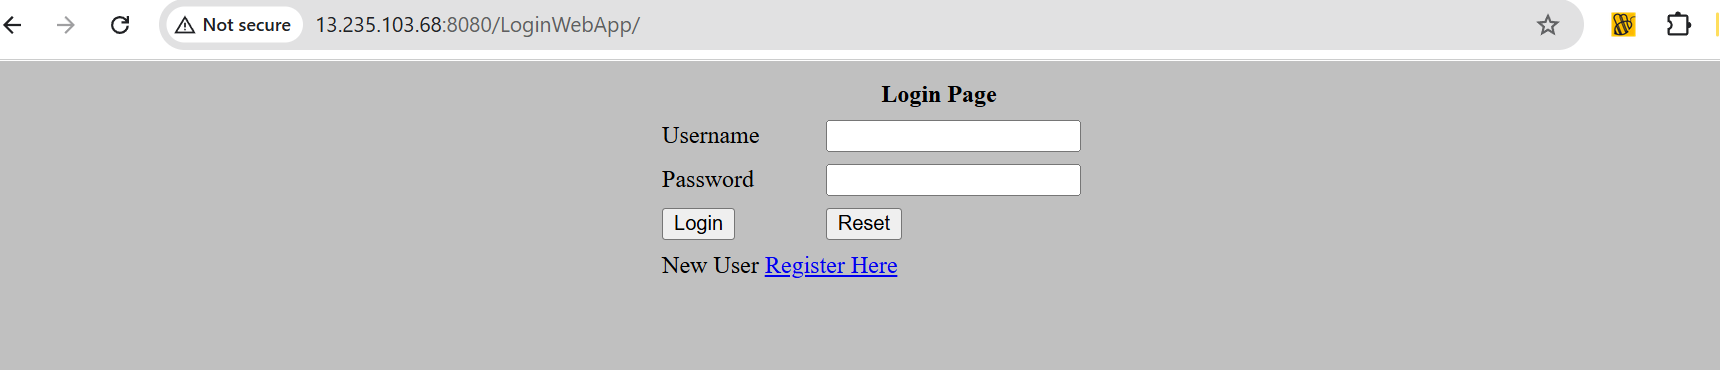 Not secure 13.235.103.68:8080/LoginWebApp/
Login Page
Username
Password
Login Reset
New User Register Here